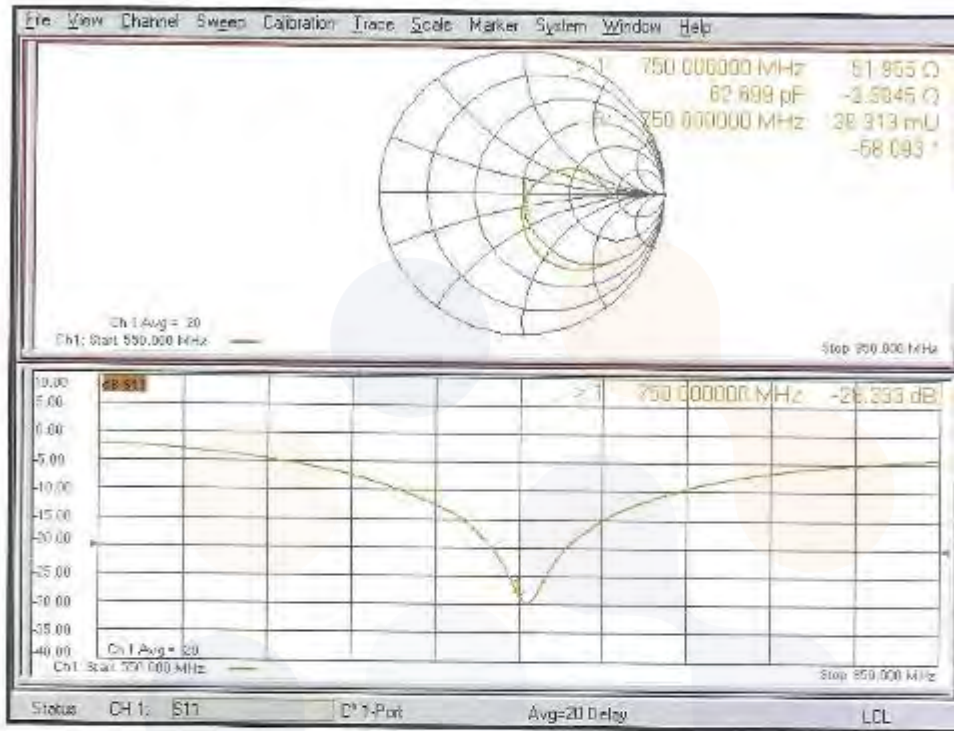 File View Channel Sweep Calibration Trace Scale Marker System Window Help
> 1 750.000000 MHz 51.955 Ω
62.699 pF -3.3845 Ω
R: 750.000000 MHz 38.313 mU
-58.093 °
Ch 1 Avg = 20
Ch1: Start 550.000 MHz Stop 950.000 MHz
10.00 dB S11 > 1 750.000000 MHz -28.333 dB
5.00
0.00
-5.00
-10.00
-15.00
-20.00
-25.00
-30.00
-35.00
-40.00
Ch 1 Avg = 20
Ch1: Start 550.000 MHz Stop 950.000 MHz
Status CH 1: S11 C* 1-Port Avg=20 Delay LCL